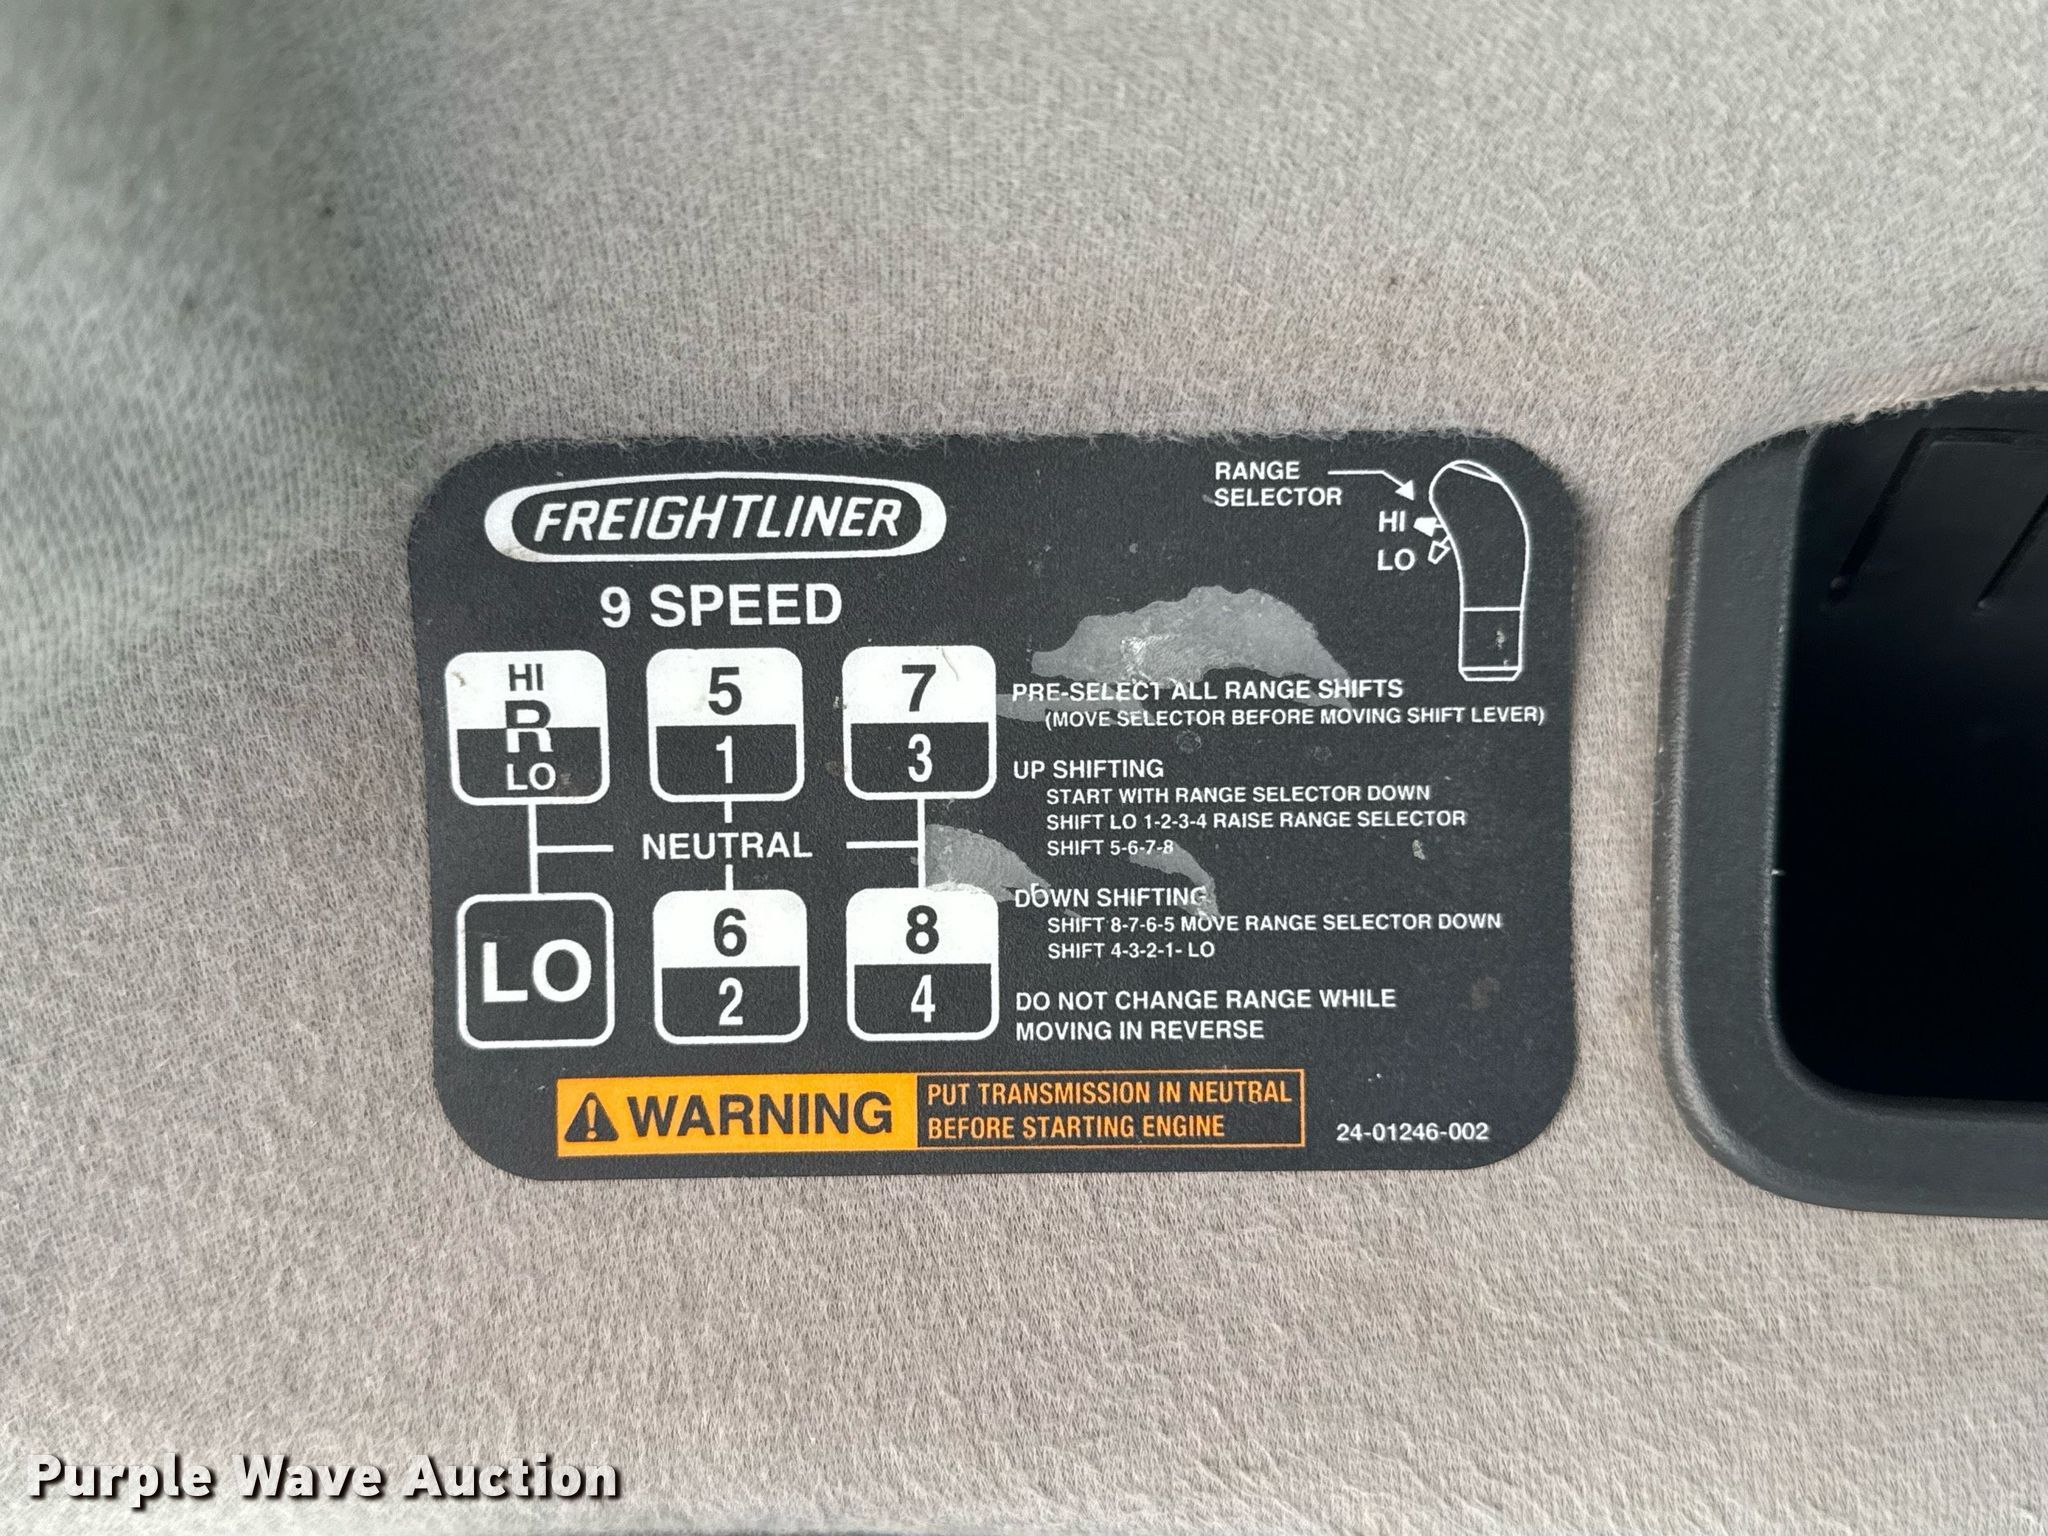 FREIGHTLINER
9 SPEED
RANGE
SELECTOR
HI
LO
HI
R
LO
5
1
7
3
NEUTRAL
LO
6
2
8
4
PRE-SELECT ALL RANGE SHIFTS
(MOVE SELECTOR BEFORE MOVING SHIFT LEVER)
UP SHIFTING
START WITH RANGE SELECTOR DOWN
SHIFT LO 1-2-3-4 RAISE RANGE SELECTOR
SHIFT 5-6-7-8
DOWN SHIFTING
SHIFT 8-7-6-5 MOVE RANGE SELECTOR DOWN
SHIFT 4-3-2-1- LO
DO NOT CHANGE RANGE WHILE
MOVING IN REVERSE
WARNING
PUT TRANSMISSION IN NEUTRAL
BEFORE STARTING ENGINE
24-01246-002
Purple Wave Auction